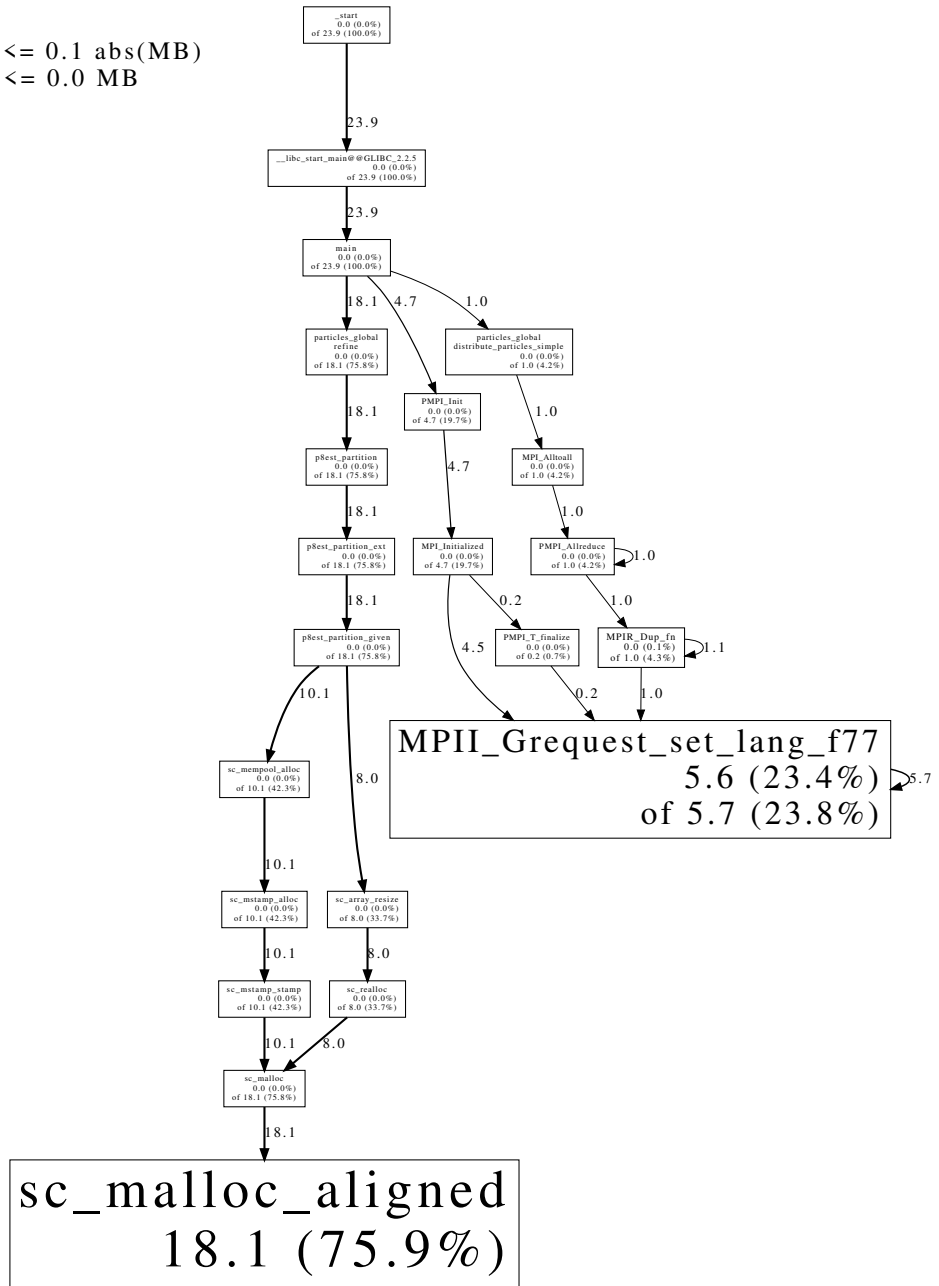 _start
0.0 (0.0%)
of 23.9 (100.0%)
<= 0.1 abs(MB)
<= 0.0 MB
23.9
__libc_start_main@@GLIBC_2.2.5
0.0 (0.0%)
of 23.9 (100.0%)
23.9
main
0.0 (0.0%)
of 23.9 (100.0%)
18.1
4.7
1.0
particles_global
refine
0.0 (0.0%)
of 18.1 (75.8%)
particles_global
distribute_particles_simple
0.0 (0.0%)
of 1.0 (4.2%)
PMPI_Init
0.0 (0.0%)
of 4.7 (19.7%)
18.1
1.0
p8est_partition
0.0 (0.0%)
of 18.1 (75.8%)
4.7
MPI_Alltoall
0.0 (0.0%)
of 1.0 (4.2%)
18.1
1.0
p8est_partition_ext
0.0 (0.0%)
of 18.1 (75.8%)
MPI_Initialized
0.0 (0.0%)
of 4.7 (19.7%)
PMPI_Allreduce
0.0 (0.0%)
of 1.0 (4.2%)
1.0
18.1
0.2
1.0
p8est_partition_given
0.0 (0.0%)
of 18.1 (75.8%)
4.5
PMPI_T_finalize
0.0 (0.0%)
of 0.2 (0.7%)
MPIR_Dup_fn
0.0 (0.1%)
of 1.0 (4.3%)
1.1
10.1
0.2
1.0
MPII_Grequest_set_lang_f77
5.6 (23.4%)
of 5.7 (23.8%)
5.7
sc_mempool_alloc
0.0 (0.0%)
of 10.1 (42.3%)
8.0
10.1
sc_mstamp_alloc
0.0 (0.0%)
of 10.1 (42.3%)
sc_array_resize
0.0 (0.0%)
of 8.0 (33.7%)
10.1
8.0
sc_mstamp_stamp
0.0 (0.0%)
of 10.1 (42.3%)
sc_realloc
0.0 (0.0%)
of 8.0 (33.7%)
10.1
8.0
sc_malloc
0.0 (0.0%)
of 18.1 (75.8%)
18.1
sc_malloc_aligned
18.1 (75.9%)